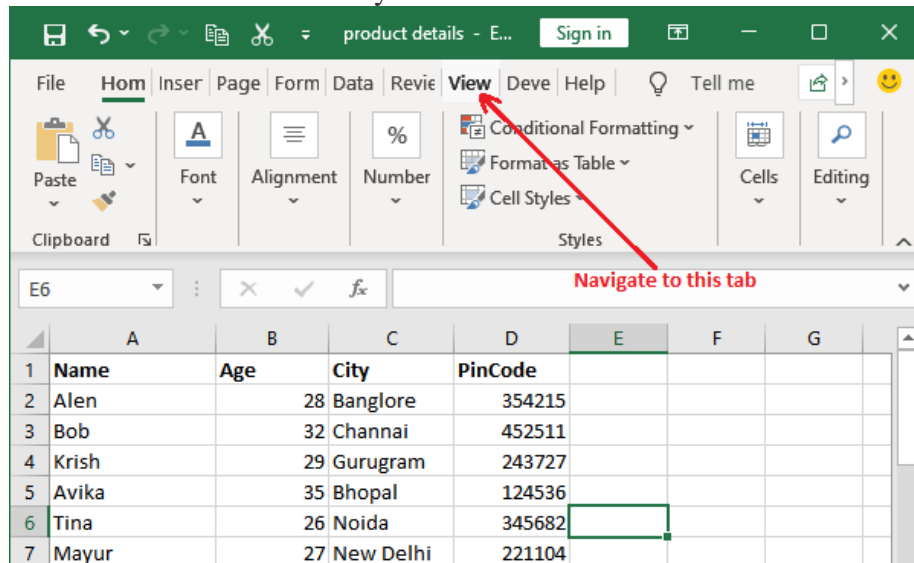 product details - E... Sign in
File Hom Inser Page Form Data Revie View Deve Help Tell me
Paste
Clipboard
A
Font
Alignment
%
Number
Conditional Formatting
Format as Table
Cell Styles
Styles
Cells
Editing
Navigate to this tab
E6 fx
A B C D E F G
1 Name Age City PinCode
2 Alen 28 Banglore 354215
3 Bob 32 Channai 452511
4 Krish 29 Gurugram 243727
5 Avika 35 Bhopal 124536
6 Tina 26 Noida 345682
7 Mayur 27 New Delhi 221104